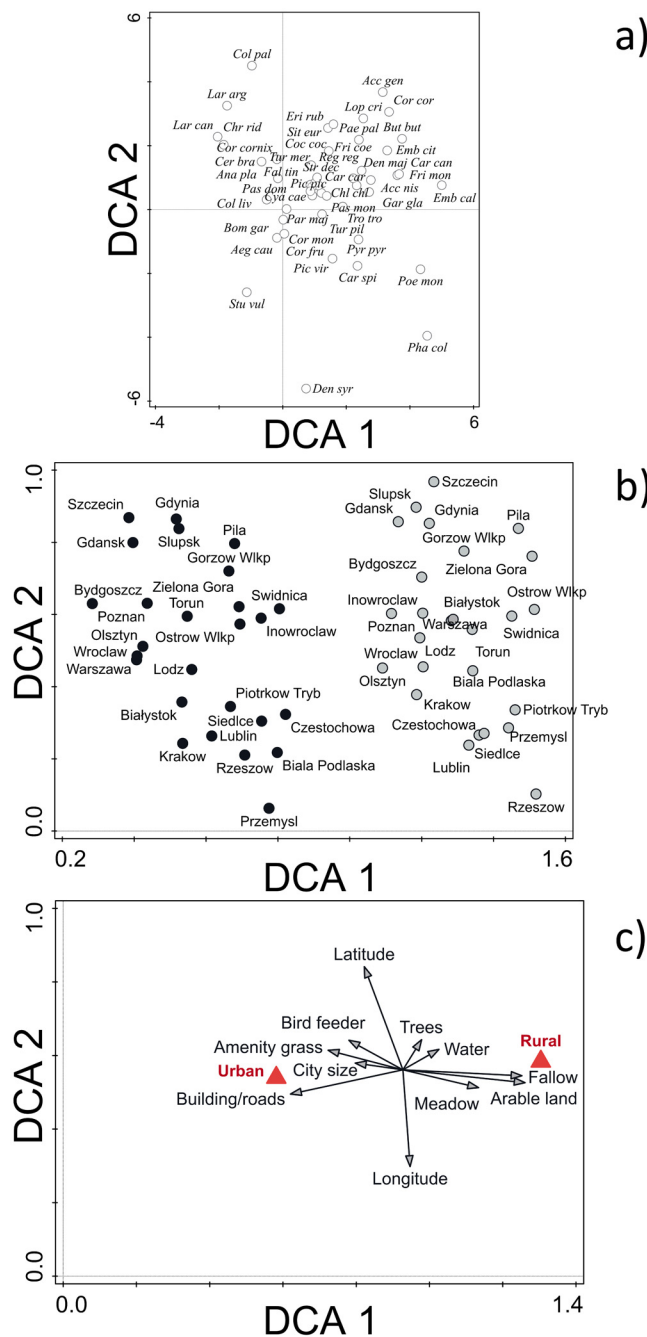 a)
6
Col pal
Acc gen
Lar arg
Cor cor
Lop cri
Eri rub
Lar can Chr rid
Sit eur Pae pal But but
Cor cornix
Coc coc Fri coe Emb cit
Cer bra Tur mer Reg reg Den maj Car can
Ana pla Fal tin Sir dec Fri mon
Pas dom Pic pic Car car Acc nis
Cya cae Chl chl Gar gla Emb cal
Col liv Pas mon
Par maj Tro tro
Bom gar Tur pil
Aeg cau Cor mon
Cor fru Pyr pyr
Pic vir Car spi Poe mon
Stu vul
Pha col
Den syr
DCA 2
-6
-4 6
DCA 1
b)
1.0
Szczecin
Szczecin Gdynia Slupsk
Gdansk Gdynia Pila
Gdansk Slupsk Pila
Gorzow Wlkp Gorzow Wlkp
Bydgoszcz Zielona Gora Bydgoszcz Zielona Gora
Poznan Torun Swidnica Inowroclaw Białystok Ostrow Wlkp
Olsztyn Ostrow Wlkp Inowroclaw Poznan Warszawa Swidnica
Wroclaw Wroclaw Lodz Torun
Warszawa Lodz Olsztyn Biala Podlaska
Białystok Piotrkow Tryb Krakow Piotrkow Tryb
Siedlce Czestochowa Czestochowa Przemysl
Krakow Lublin Siedlce
Rzeszow Biala Podlaska Lublin
Przemysl Rzeszow
DCA 2
0.0
0.2 1.6
DCA 1
c)
1.0
Latitude
Bird feeder Trees
Amenity grass Water Rural
Urban City size
Fallow
Building/roads Meadow Arable land
Longitude
DCA 2
0.0
0.0 1.4
DCA 1